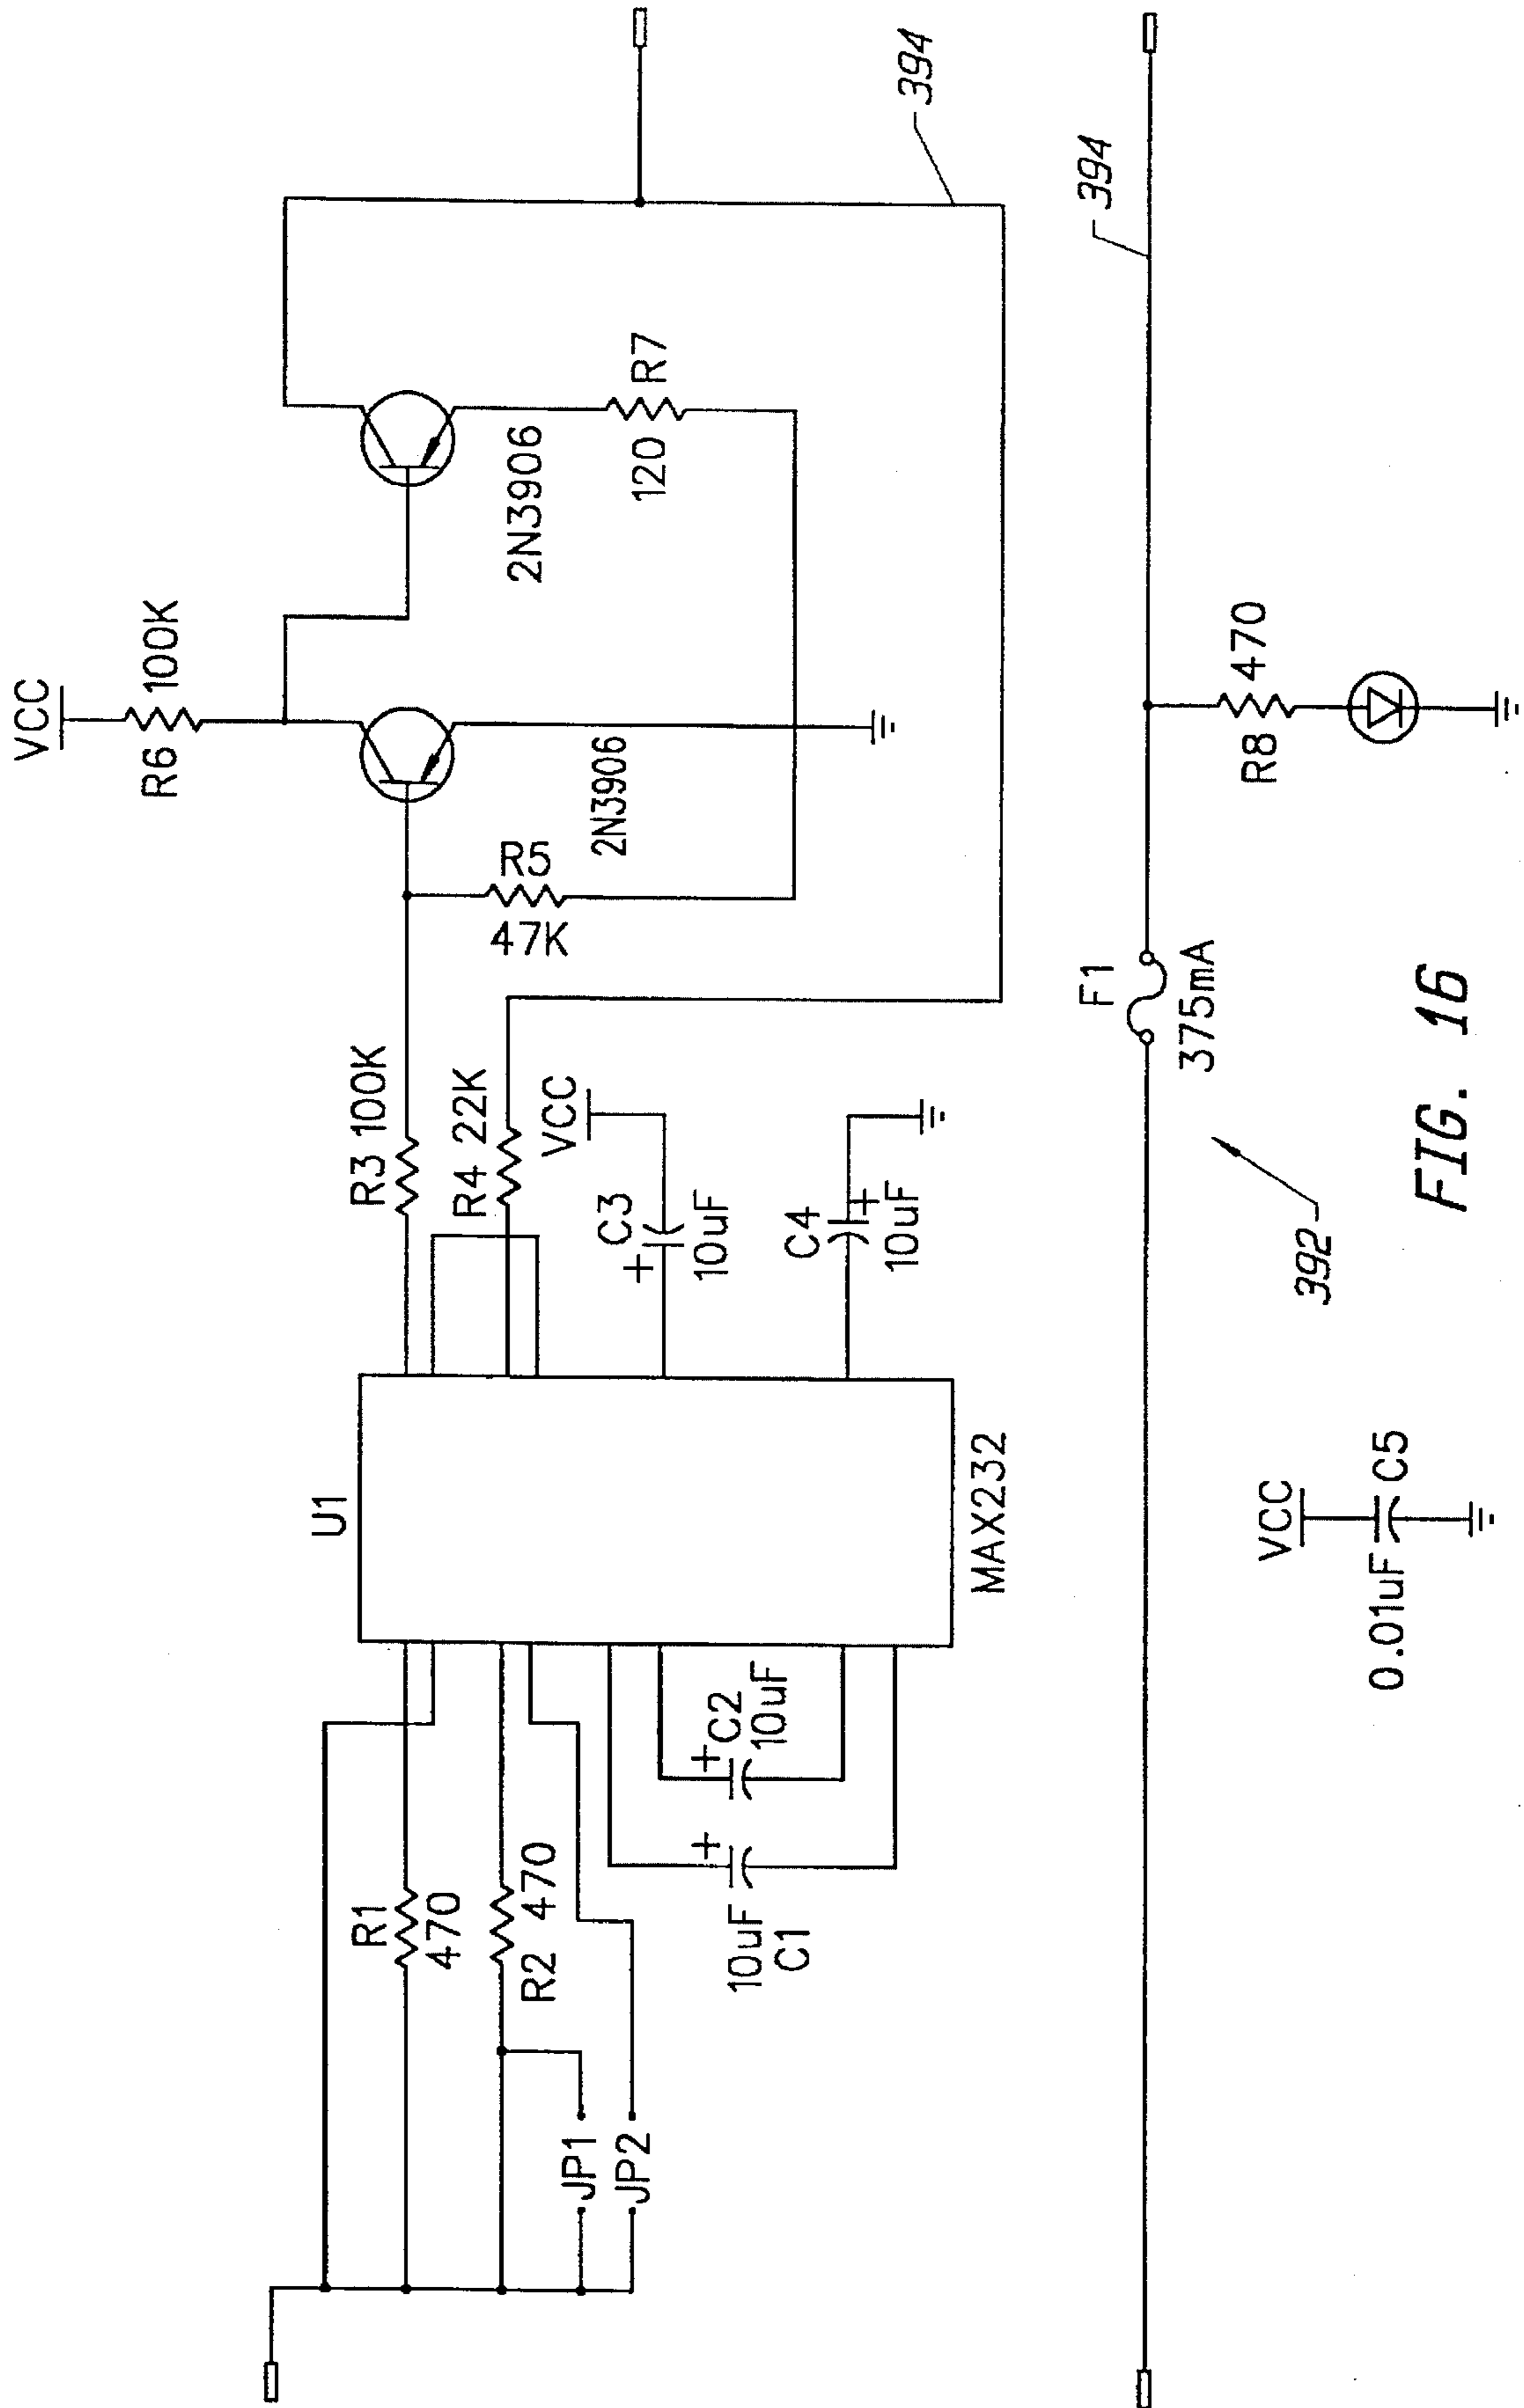 VCC
R6 100K
2N3906
2N3906
R7
120
394
R5
47K
R3 100K
R4 22K
VCC
C3
+
10uF
C4
+
10uF
U1
MAX232
R1
470
R2 470
JP1
JP2
+
C2
10uF
+
10uF
C1
394
F1
375mA
R8 470
392
VCC
0.01uF C5
FIG. 16